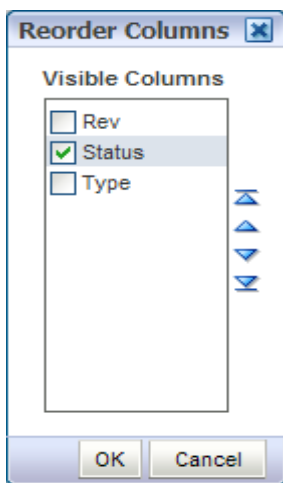 Reorder Columns
Visible Columns
Rev
Status
Type
OK Cancel